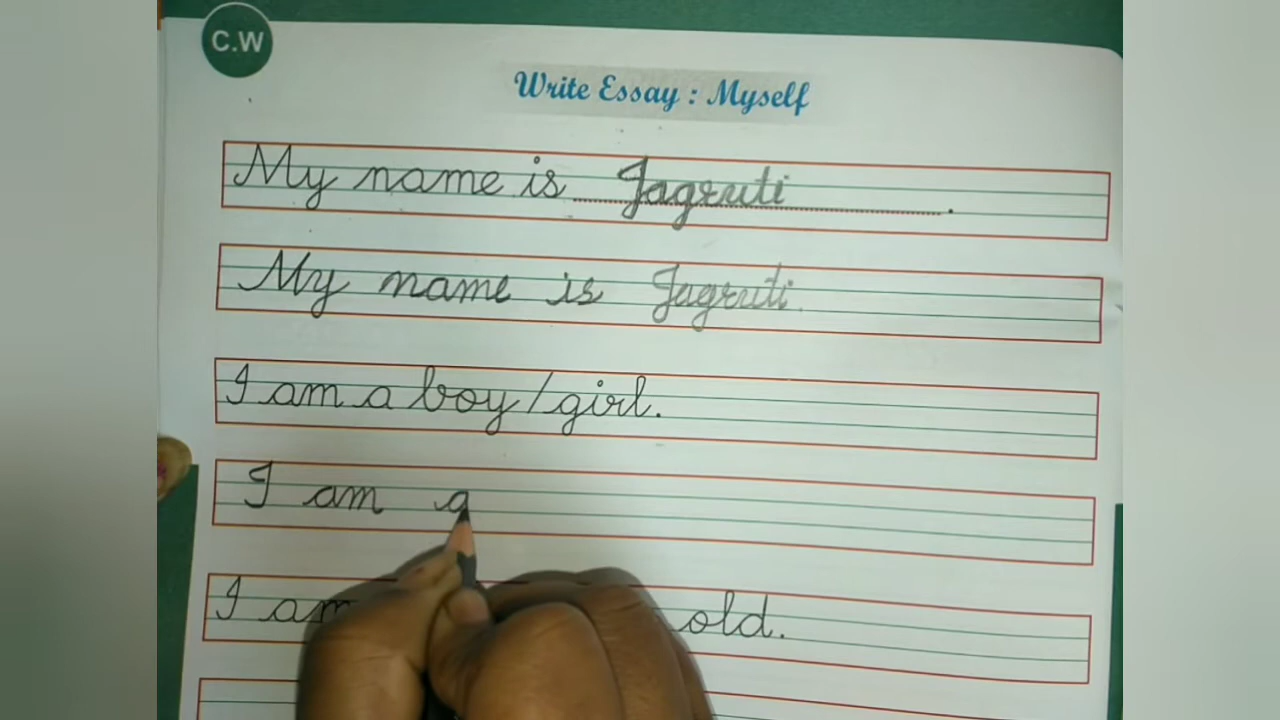 C.W
Write Essay : Myself
My name is Jagruti .
My name is Jagruti.
I am a boy/girl.
I am a
I am old.